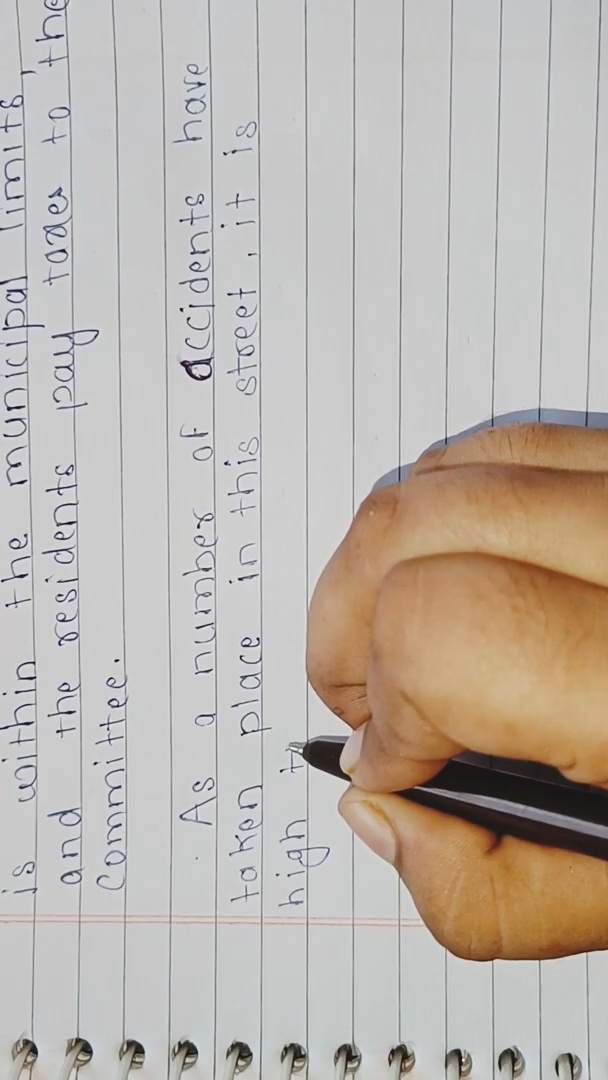 is within the municipal limits,
and the residents pay taxes to the
committee.
As a number of accidents have
taken place in this street, it is
high t